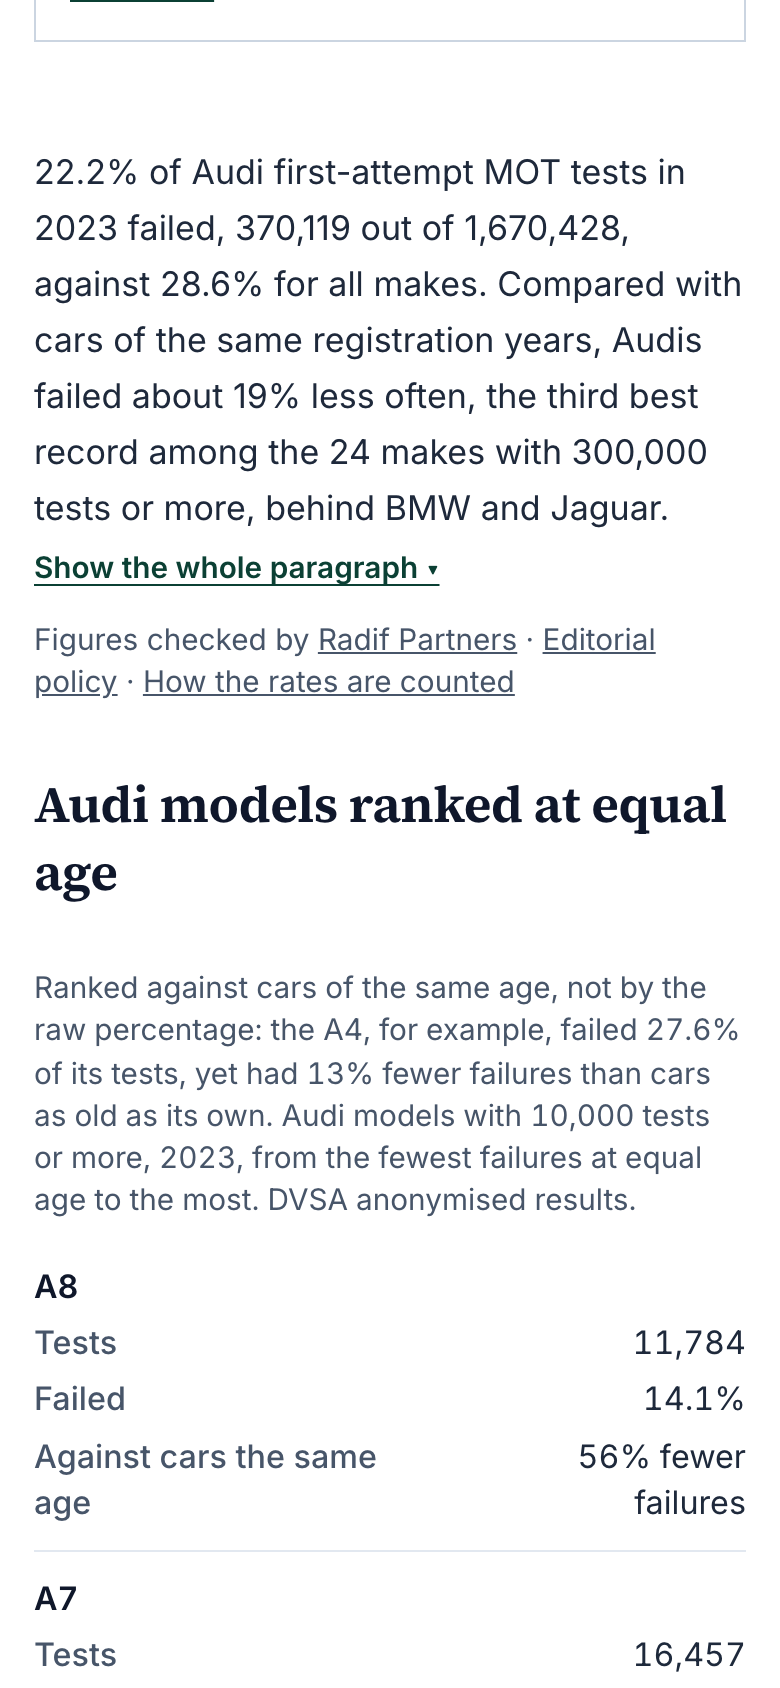 22.2% of Audi first-attempt MOT tests in
2023 failed, 370,119 out of 1,670,428,
against 28.6% for all makes. Compared with
cars of the same registration years, Audis
failed about 19% less often, the third best
record among the 24 makes with 300,000
tests or more, behind BMW and Jaguar.
Show the whole paragraph ▾
Figures checked by Radif Partners · Editorial
policy · How the rates are counted
Audi models ranked at equal
age
Ranked against cars of the same age, not by the
raw percentage: the A4, for example, failed 27.6%
of its tests, yet had 13% fewer failures than cars
as old as its own. Audi models with 10,000 tests
or more, 2023, from the fewest failures at equal
age to the most. DVSA anonymised results.
A8
Tests 11,784
Failed 14.1%
Against cars the same 56% fewer
age failures
A7
Tests 16,457